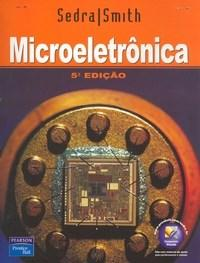 Sedra|Smith
Microeletrônica
5ª EDIÇÃO
PEARSON
Prentice
Hall